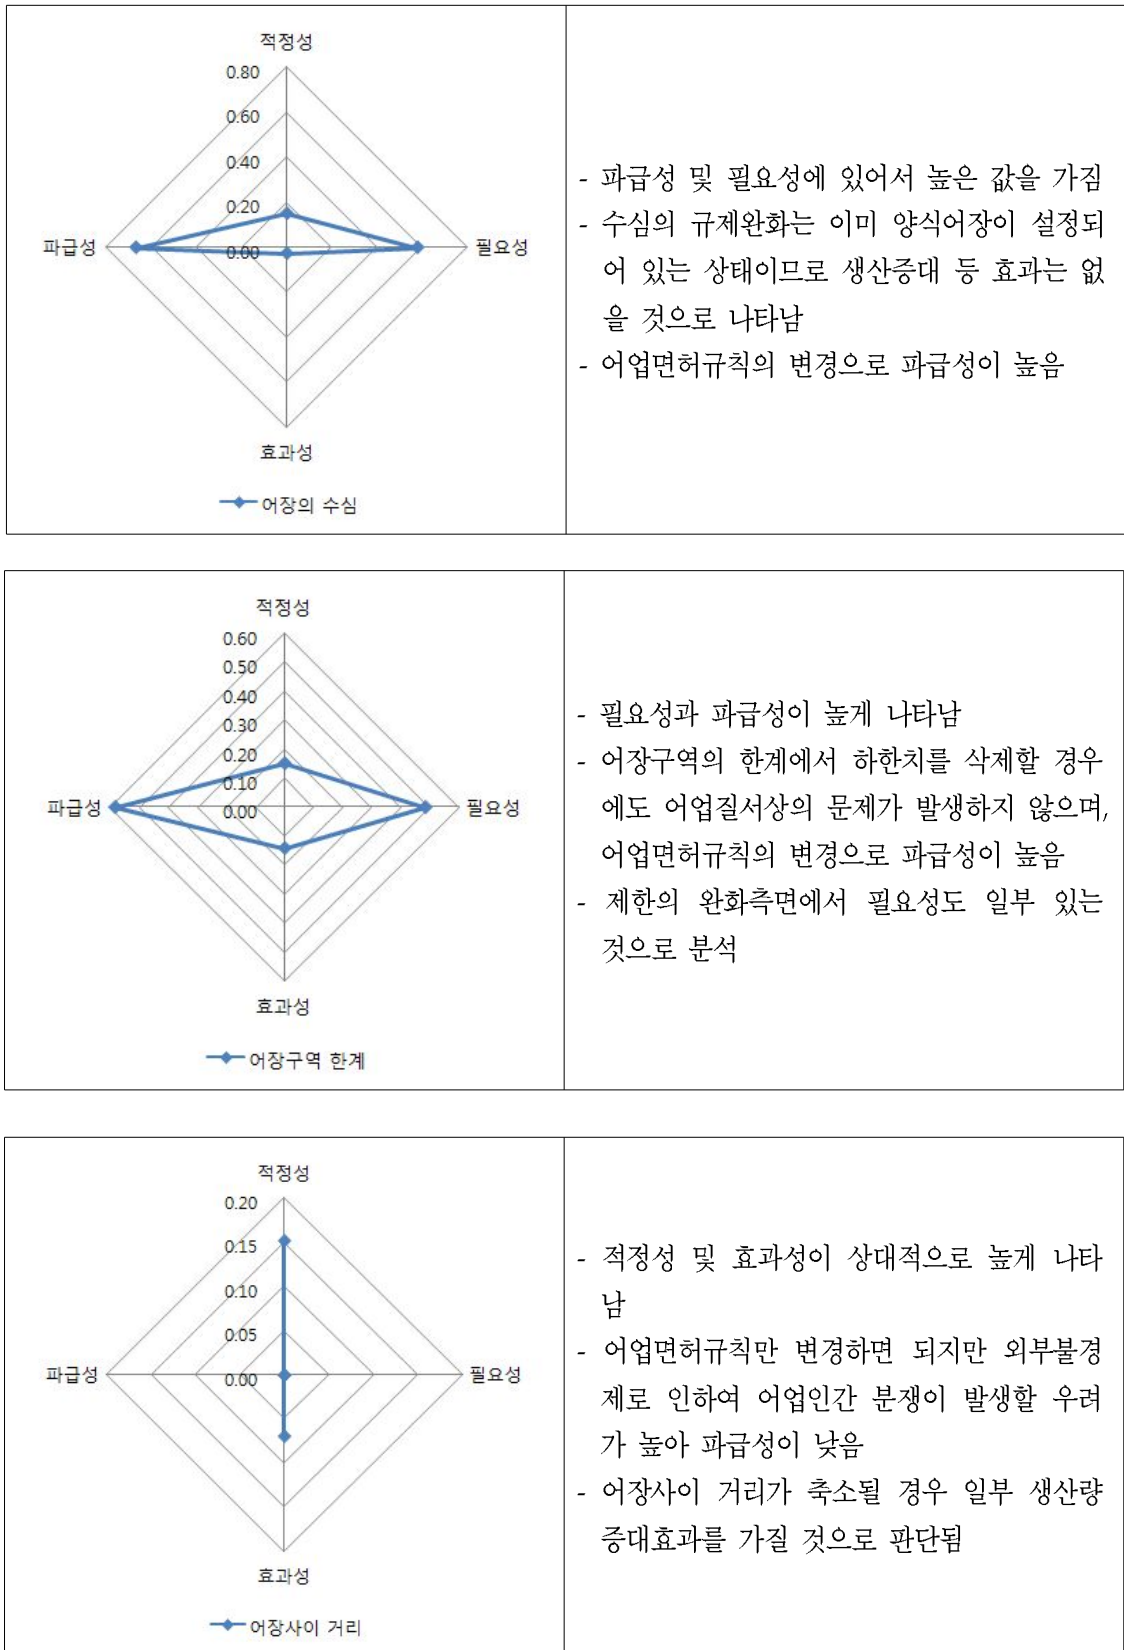 적정성
0.80
0.60
0.40
0.20
0.00
파급성
필요성
효과성
어장의 수심
- 파급성 및 필요성에 있어서 높은 값을 가짐
- 수심의 규제완화는 이미 양식어장이 설정되
어 있는 상태이므로 생산증대 등 효과는 없
을 것으로 나타남
- 어업면허규칙의 변경으로 파급성이 높음
적정성
0.60
0.50
0.40
0.30
0.20
0.10
0.00
파급성
필요성
효과성
어장구역 한계
- 필요성과 파급성이 높게 나타남
- 어장구역의 한계에서 하한치를 삭제할 경우
에도 어업질서상의 문제가 발생하지 않으며,
어업면허규칙의 변경으로 파급성이 높음
- 제한의 완화측면에서 필요성도 일부 있는
것으로 분석
적정성
0.20
0.15
0.10
0.05
0.00
파급성
필요성
효과성
어장사이 거리
- 적정성 및 효과성이 상대적으로 높게 나타
남
- 어업면허규칙만 변경하면 되지만 외부불경
제로 인하여 어업인간 분쟁이 발생할 우려
가 높아 파급성이 낮음
- 어장사이 거리가 축소될 경우 일부 생산량
증대효과를 가질 것으로 판단됨